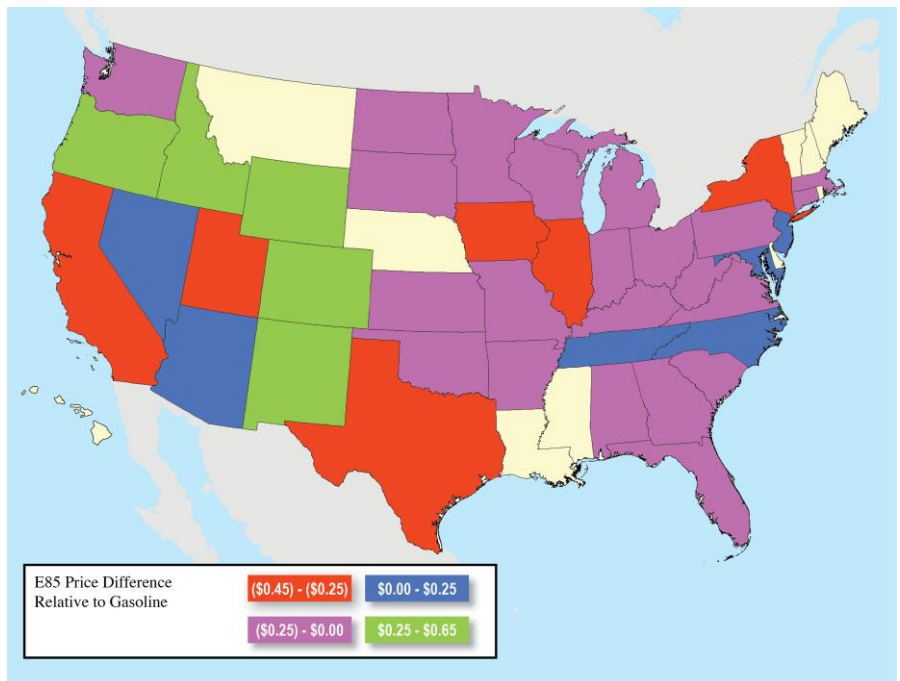 E85 Price Difference
Relative to Gasoline
($0.45) - ($0.25)
$0.00 - $0.25
($0.25) - $0.00
$0.25 - $0.65